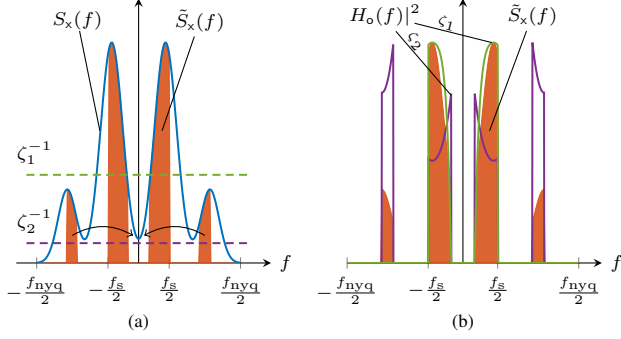 S_x(f)
S̃_x(f)
ζ_1^{-1}
ζ_2^{-1}
f
-f_nyq/2
-f_s/2
f_s/2
f_nyq/2
(a)
H_o(f)|^2
ζ_1
ζ_2
S̃_x(f)
f
-f_nyq/2
-f_s/2
f_s/2
f_nyq/2
(b)